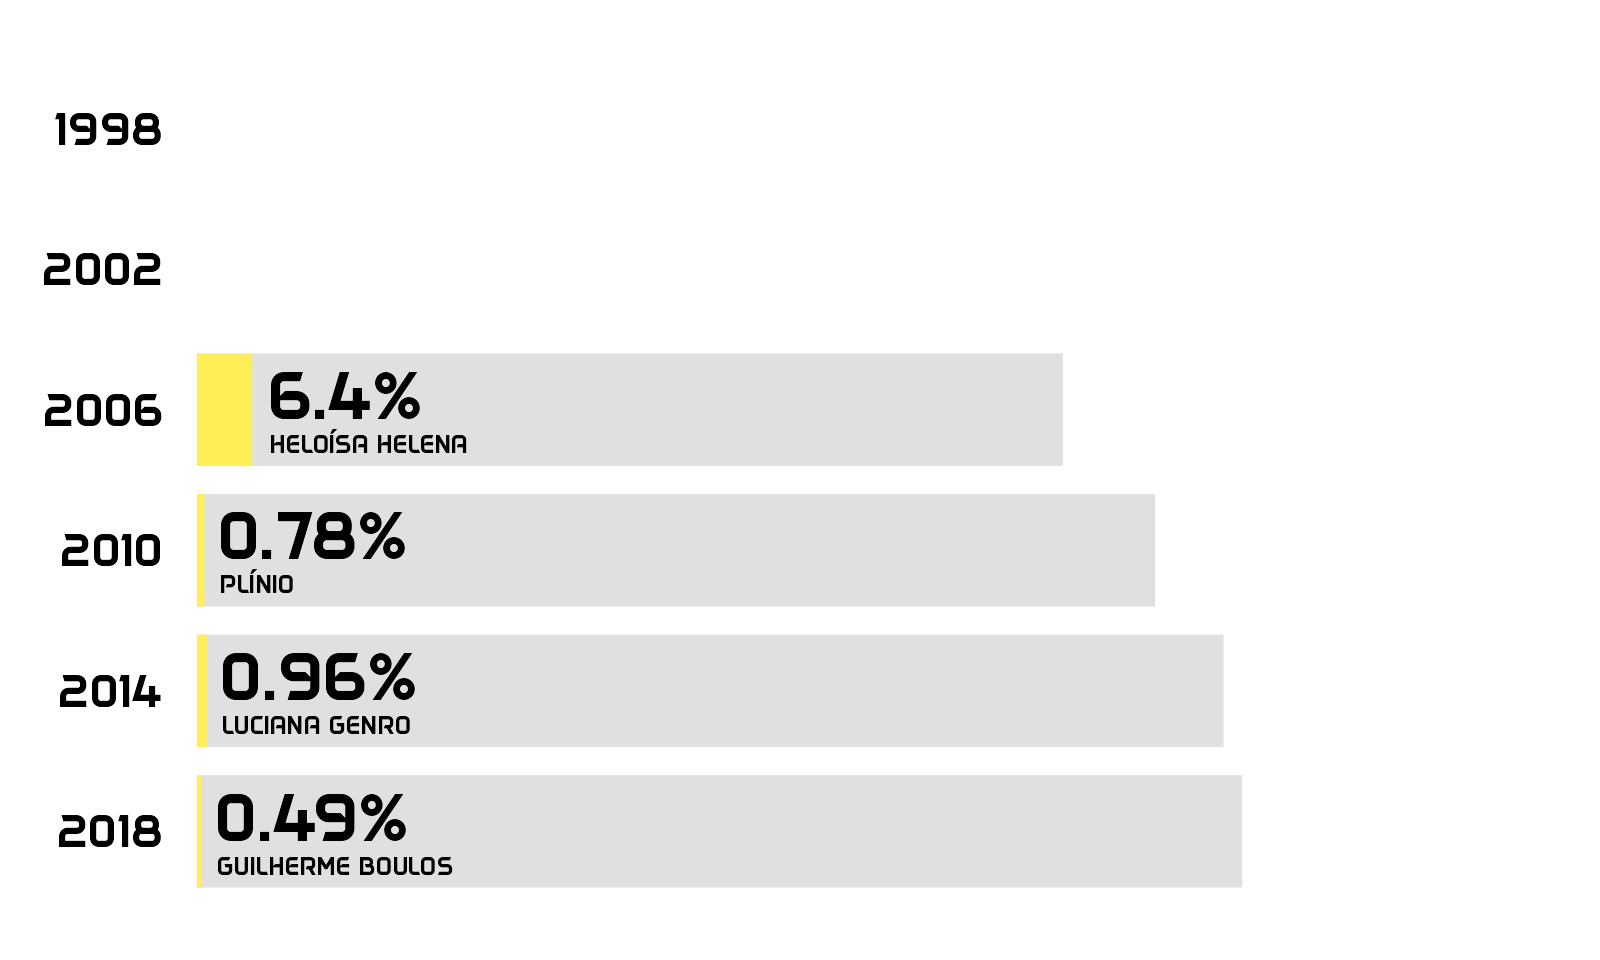 1998
2002
2006
6.4%
HELOÍSA HELENA
2010
0.78%
PLÍNIO
2014
0.96%
LUCIANA GENRO
2018
0.49%
GUILHERME BOULOS